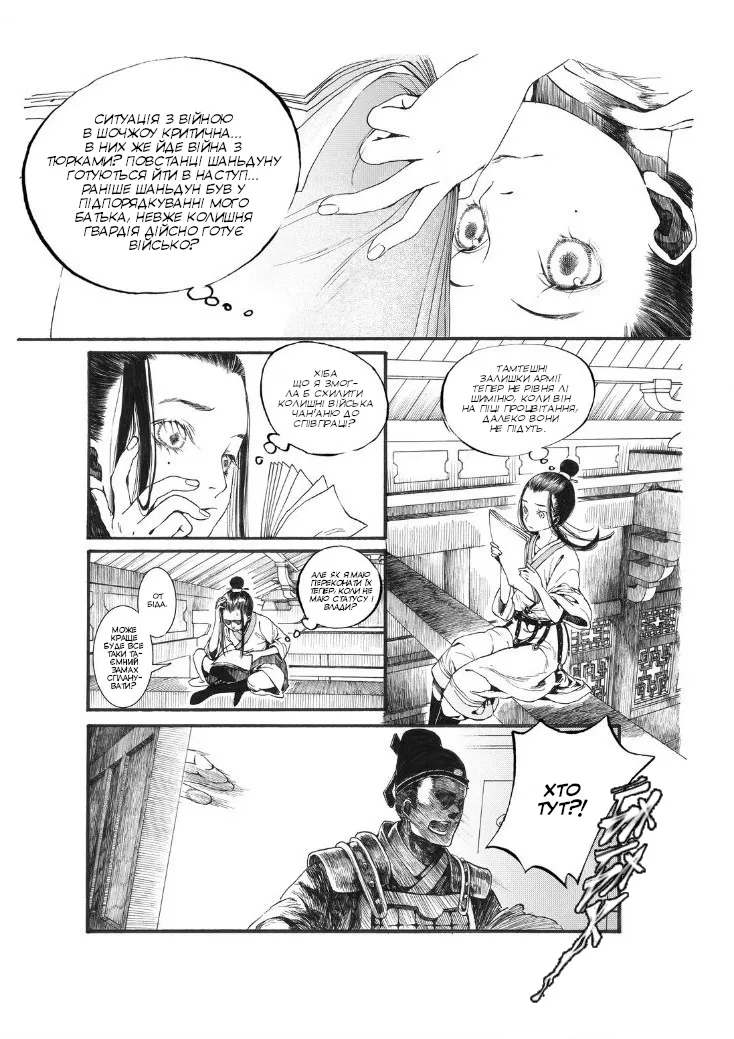 СИТУАЦІЯ З ВІЙНОЮ
В ШОЧЖОУ КРИТИЧНА...
В НИХ ЖЕ ЙДЕ ВІЙНА З
ТЮРКАМИ? ПОВСТАНЦІ ШАНЬДУНУ
ГОТУЮТЬСЯ ЙТИ В НАСТУП...
РАНІШЕ ШАНЬДУН БУВ У
ПІДПОРЯДКУВАННІ МОГО
БАТЬКА, НЕВЖЕ КОЛИШНЯ
ГВАРДІЯ ДІЙСНО ГОТУЄ
ВІЙСЬКО?
ХІБА
ЩО Я ЗМОГ-
ЛА Б СХИЛИТИ
КОЛИШНІ ВІЙСЬКА
ЧАН'АНЮ ДО
СПІВПРАЦІ?
ТАМТЕШНІ
ЗАЛИШКИ АРМІЇ
ТЕПЕР НЕ РІВНЯ ЛІ
ШИМІНЮ, КОЛИ ВІН
НА ПІЦІ ПРОЦВІТАННЯ,
ДАЛЕКО ВОНИ
НЕ ПІДУТЬ.
АЛЕ ЯК Я МАЮ
ПЕРЕКОНАТИ ЇХ
ТЕПЕР, КОЛИ НЕ
МАЮ СТАТУСУ І
ВЛАДИ?
ОТ
БІДА.
МОЖЕ
КРАЩЕ
БУДЕ ВСЕ
ТАКИ ТА-
ЄМНИЙ
ЗАМАХ
СПЛАНУ-
ВАТИ?
ХТО
ТУТ?!